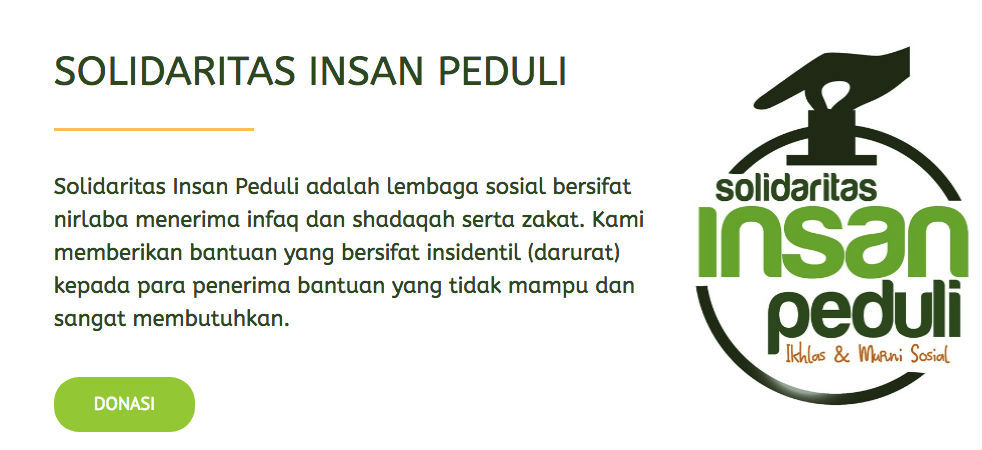 SOLIDARITAS INSAN PEDULI
Solidaritas Insan Peduli adalah lembaga sosial bersifat
nirlaba menerima infaq dan shadaqah serta zakat. Kami
memberikan bantuan yang bersifat insidentil (darurat)
kepada para penerima bantuan yang tidak mampu dan
sangat membutuhkan.
DONASI
solidaritas
insan
peduli
Ikhlas & Murni Sosial